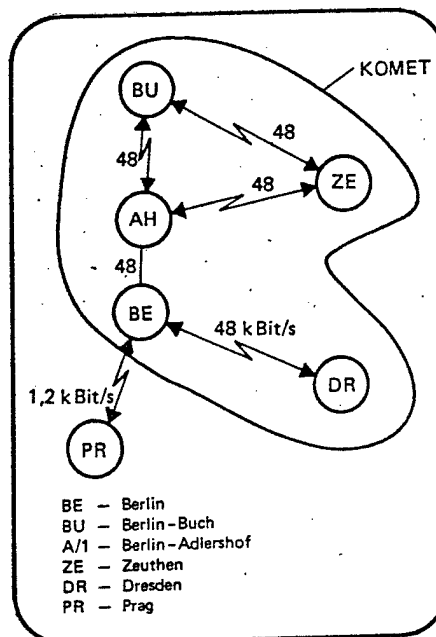 KOMET
BU
48
48
ZE
48
AH
48
BE
48 k Bit/s
1,2 k Bit/s
DR
PR
BE – Berlin
BU – Berlin-Buch
A/1 – Berlin-Adlershof
ZE – Zeuthen
DR – Dresden
PR – Prag